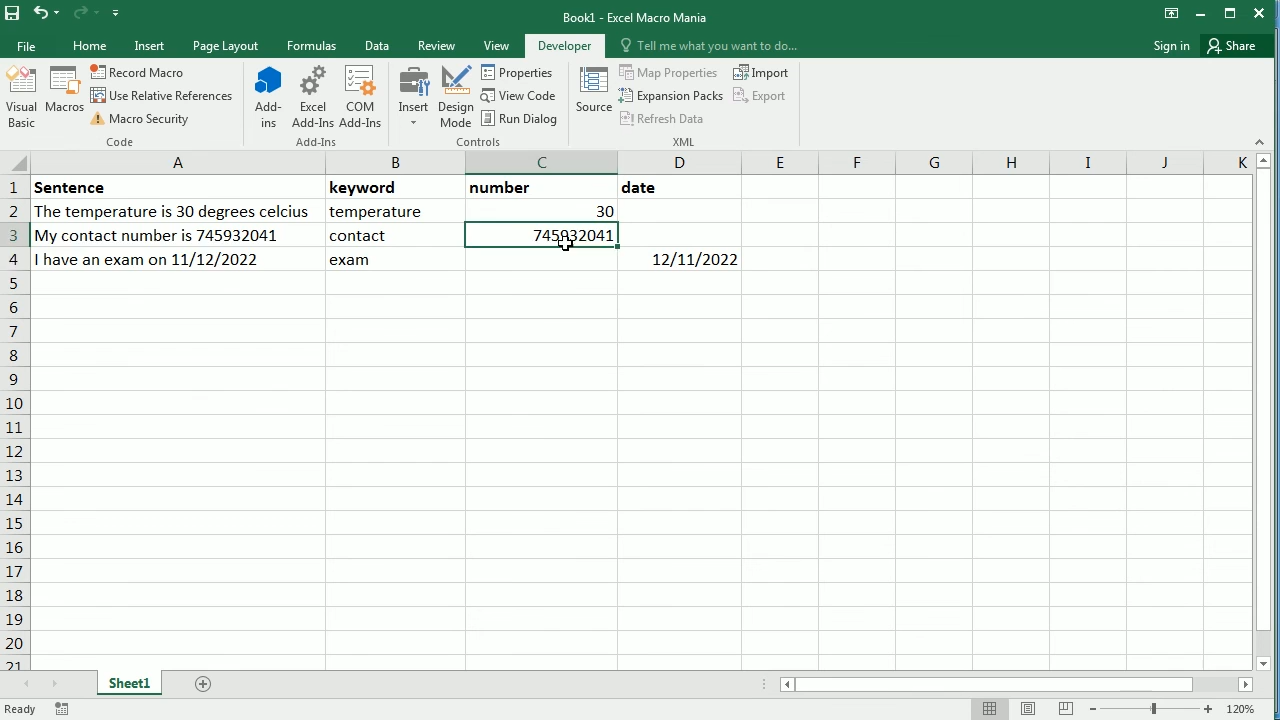 Book1 - Excel Macro Mania
File Home Insert Page Layout Formulas Data Review View Developer Tell me what you want to do... Sign in Share
Visual Basic
Macros
Record Macro
Use Relative References
Macro Security
Code
Add-ins
Excel Add-Ins
COM Add-Ins
Add-Ins
Insert
Design Mode
Properties
View Code
Run Dialog
Controls
Source
Map Properties
Expansion Packs
Refresh Data
Import
Export
XML
A B C D E F G H I J K
1 Sentence keyword number date
2 The temperature is 30 degrees celcius temperature 30
3 My contact number is 745932041 contact 745932041
4 I have an exam on 11/12/2022 exam 12/11/2022
5
6
7
8
9
10
11
12
13
14
15
16
17
18
19
20
21
Sheet1
Ready 120%